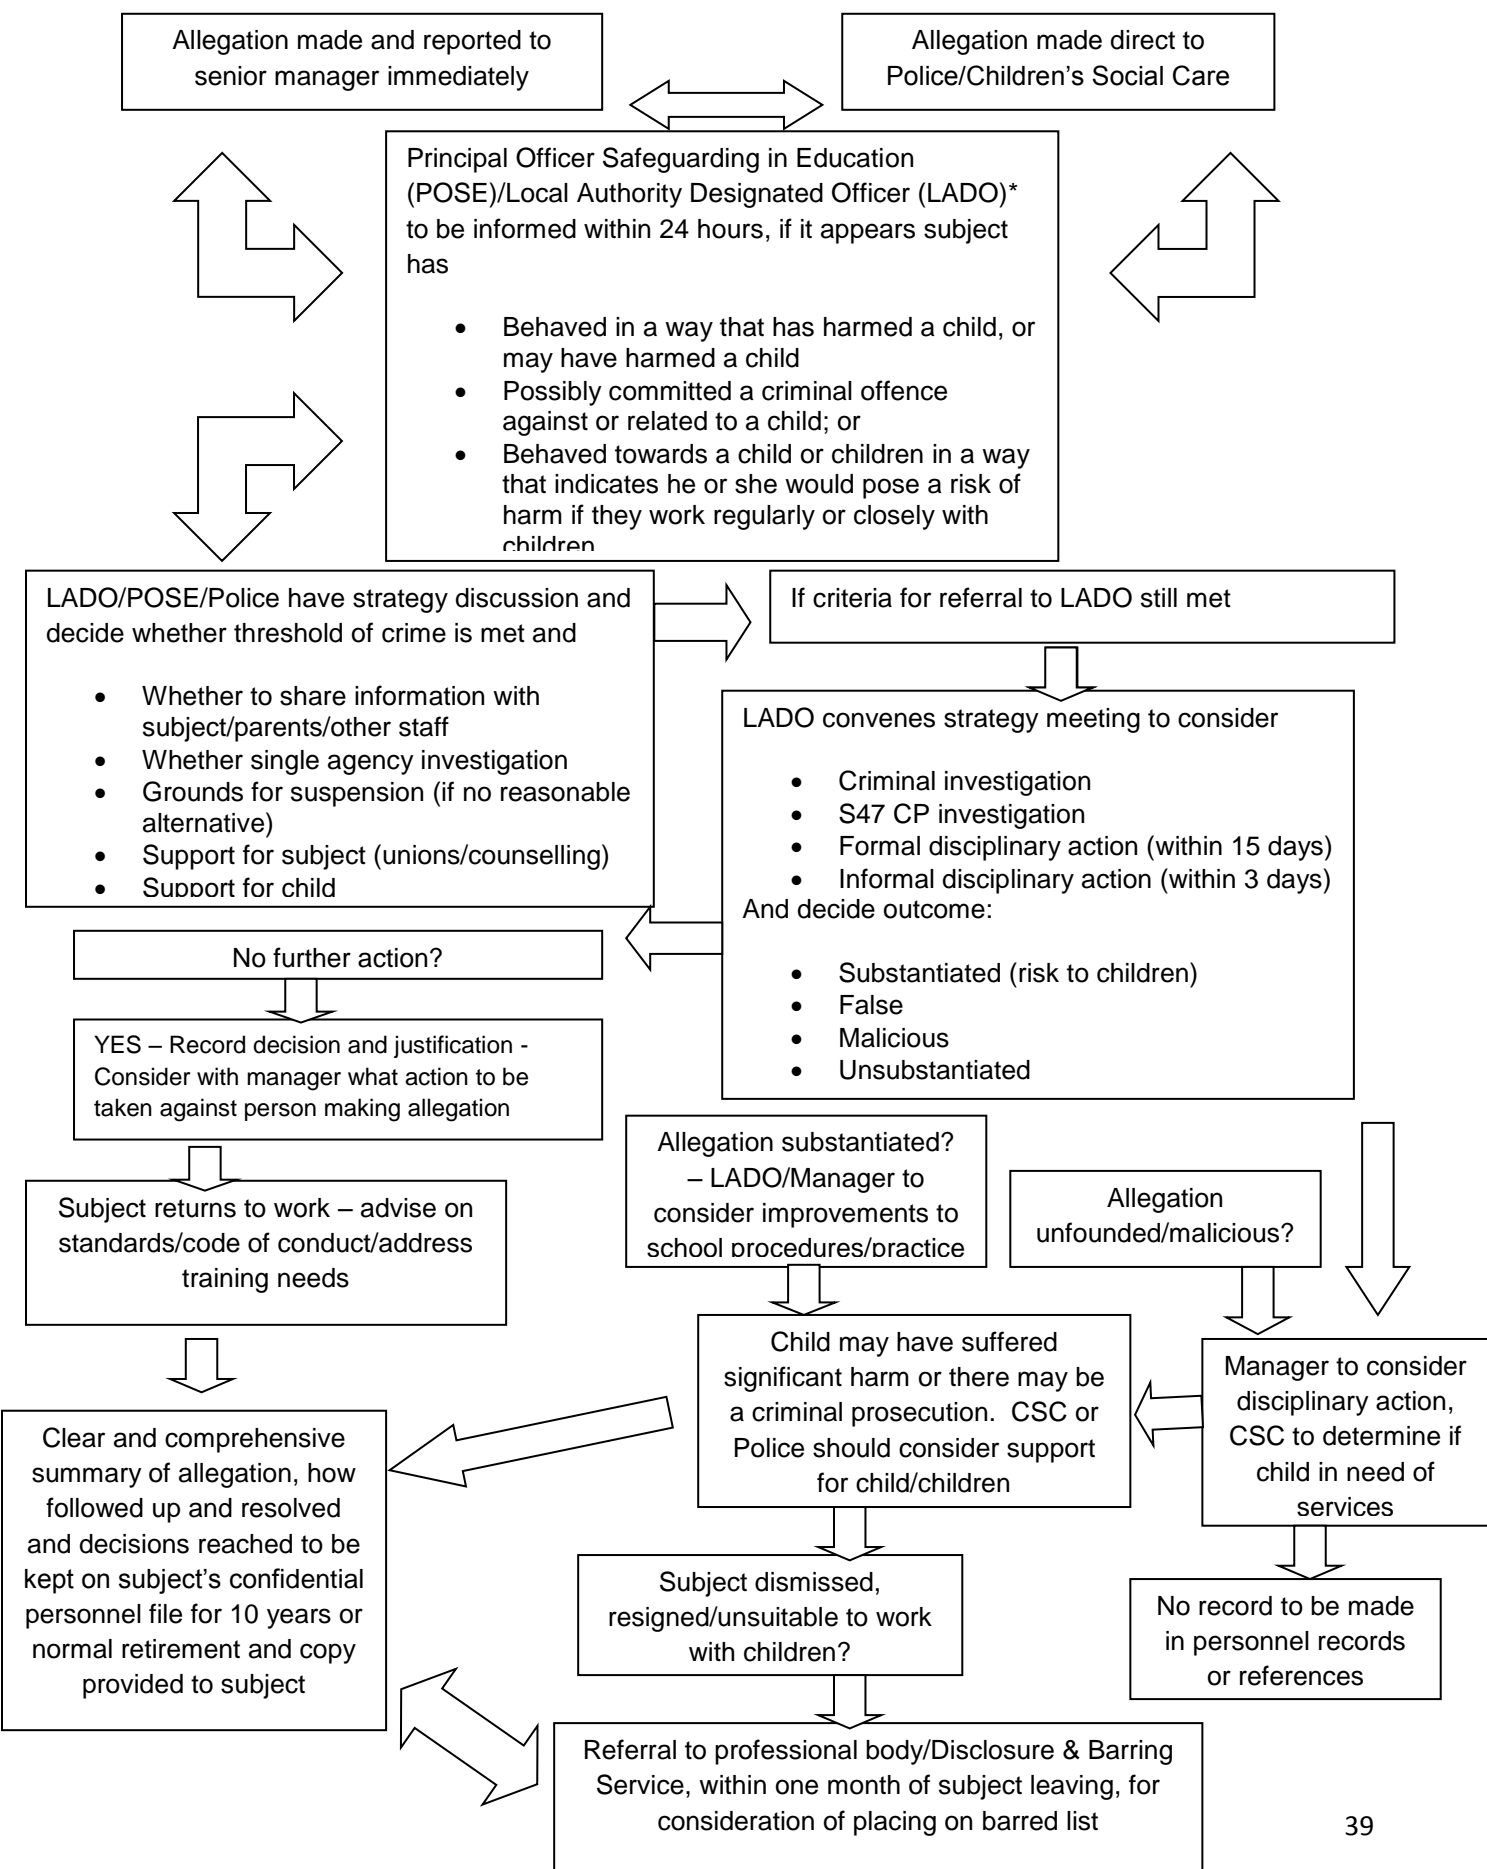 Allegation made and reported to
senior manager immediately
Allegation made direct to
Police/Children's Social Care
Principal Officer Safeguarding in Education
(POSE)/Local Authority Designated Officer (LADO)*
to be informed within 24 hours, if it appears subject
has
• Behaved in a way that has harmed a child, or
may have harmed a child
• Possibly committed a criminal offence
against or related to a child; or
• Behaved towards a child or children in a way
that indicates he or she would pose a risk of
harm if they work regularly or closely with
children
LADO/POSE/Police have strategy discussion and
decide whether threshold of crime is met and
• Whether to share information with
subject/parents/other staff
• Whether single agency investigation
• Grounds for suspension (if no reasonable
alternative)
• Support for subject (unions/counselling)
• Support for child
If criteria for referral to LADO still met
LADO convenes strategy meeting to consider
• Criminal investigation
• S47 CP investigation
• Formal disciplinary action (within 15 days)
• Informal disciplinary action (within 3 days)
And decide outcome:
• Substantiated (risk to children)
• False
• Malicious
• Unsubstantiated
No further action?
YES – Record decision and justification -
Consider with manager what action to be
taken against person making allegation
Subject returns to work – advise on
standards/code of conduct/address
training needs
Allegation substantiated?
– LADO/Manager to
consider improvements to
school procedures/practice
Allegation
unfounded/malicious?
Child may have suffered
significant harm or there may be
a criminal prosecution.  CSC or
Police should consider support
for child/children
Manager to consider
disciplinary action,
CSC to determine if
child in need of
services
Clear and comprehensive
summary of allegation, how
followed up and resolved
and decisions reached to be
kept on subject's confidential
personnel file for 10 years or
normal retirement and copy
provided to subject
Subject dismissed,
resigned/unsuitable to work
with children?
No record to be made
in personnel records
or references
Referral to professional body/Disclosure & Barring
Service, within one month of subject leaving, for
consideration of placing on barred list
39